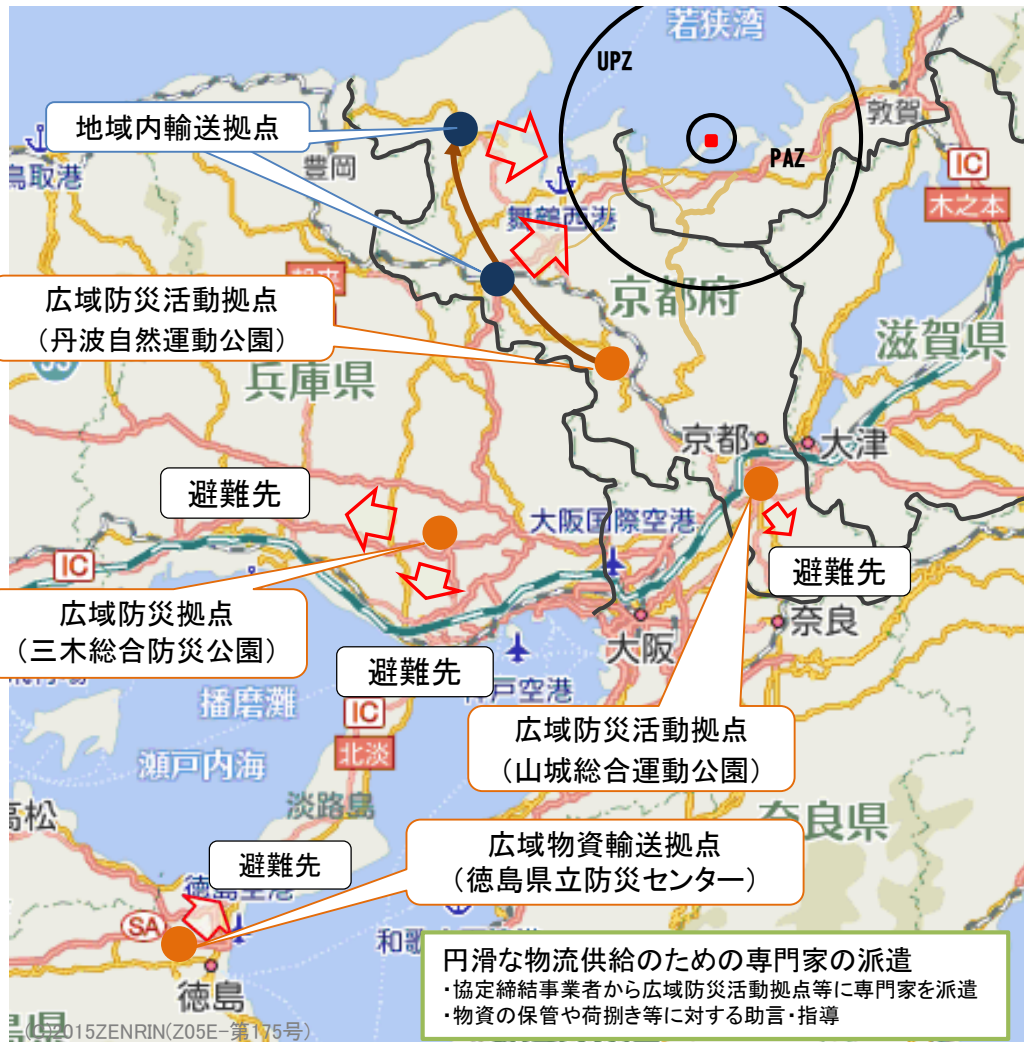 若狭湾
UPZ
敦賀
地域内輸送拠点
豊岡
PAZ
IC
鳥取港
木之本
舞鶴西港
広域防災活動拠点
(丹波自然運動公園)
京都府
滋賀県
兵庫県
京都
大津
避難先
大阪国際空港
IC
避難先
広域防災拠点
(三木総合防災公園)
奈良
大阪
避難先
神戸空港
播磨灘
IC
北淡
広域防災活動拠点
(山城総合運動公園)
瀬戸内海
淡路島
高松
奈良県
広域物資輸送拠点
(徳島県立防災センター)
避難先
徳島空港
SA
徳島
円滑な物流供給のための専門家の派遣
・協定締結事業者から広域防災活動拠点等に専門家を派遣
・物資の保管や荷捌き等に対する助言・指導
(C)2015ZENRIN(Z05E-第175号)